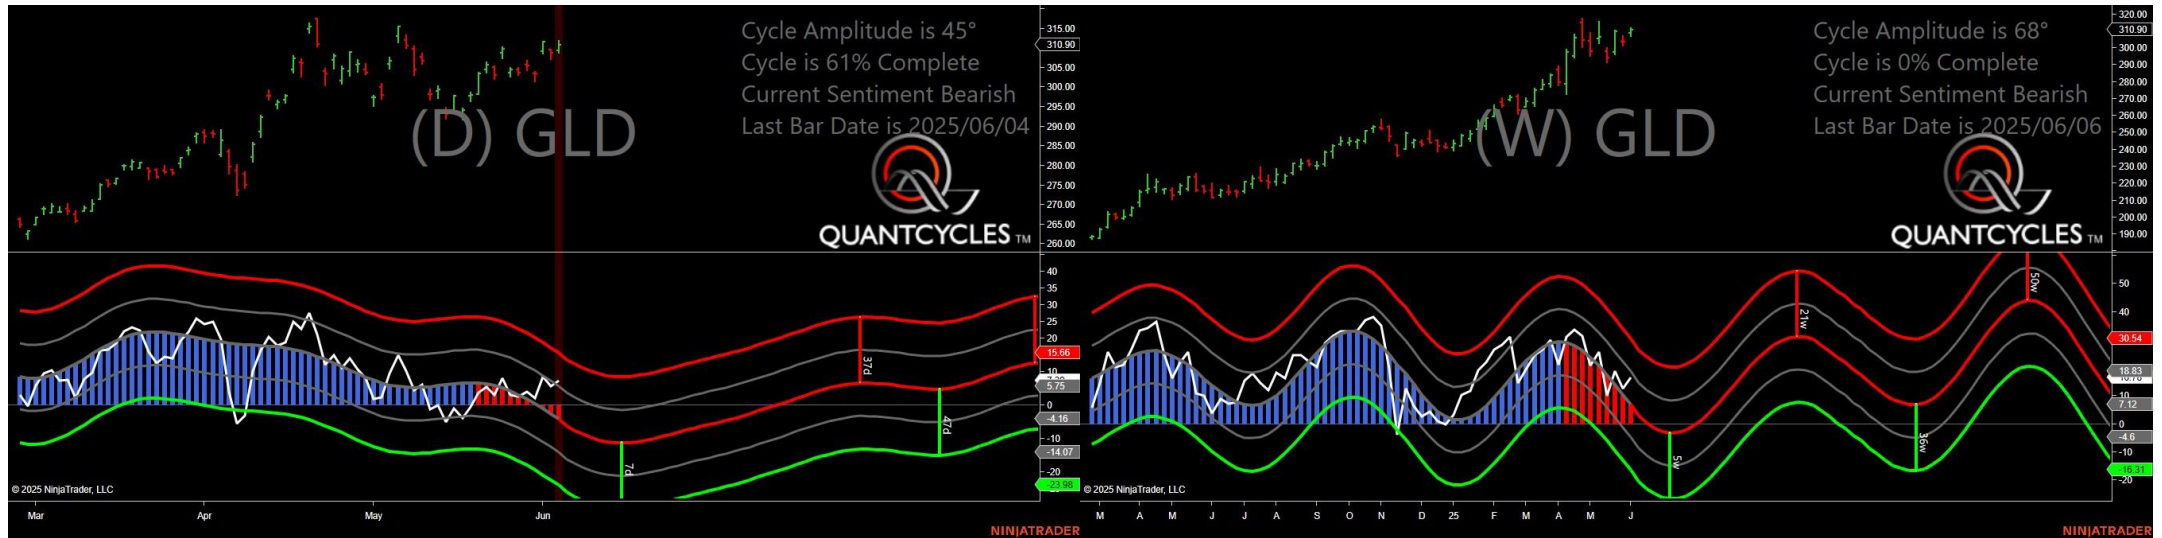 Cycle Amplitude is 45°
Cycle is 61% Complete
Current Sentiment Bearish
Last Bar Date is 2025/06/04
(D) GLD
QUANTCYCLES TM
315.00
310.90
305.00
300.00
295.00
290.00
285.00
280.00
275.00
270.00
265.00
260.00
40
35
30
25
20
15.66
10
5.75
0
-4.16
-10
-14.07
-20
-23.98
7d
37d
47d
© 2025 NinjaTrader, LLC
Mar Apr May Jun
NINJATRADER
Cycle Amplitude is 68°
Cycle is 0% Complete
Current Sentiment Bearish
Last Bar Date is 2025/06/06
(W) GLD
QUANTCYCLES TM
320.00
310.90
300.00
290.00
280.00
270.00
260.00
250.00
240.00
230.00
220.00
210.00
200.00
190.00
50
40
30.54
18.83
10
7.12
0
-4.6
-16.31
-20
5w
21w
36w
50w
© 2025 NinjaTrader, LLC
M A M J J A S O N D 25 F M A M J
NINJATRADER